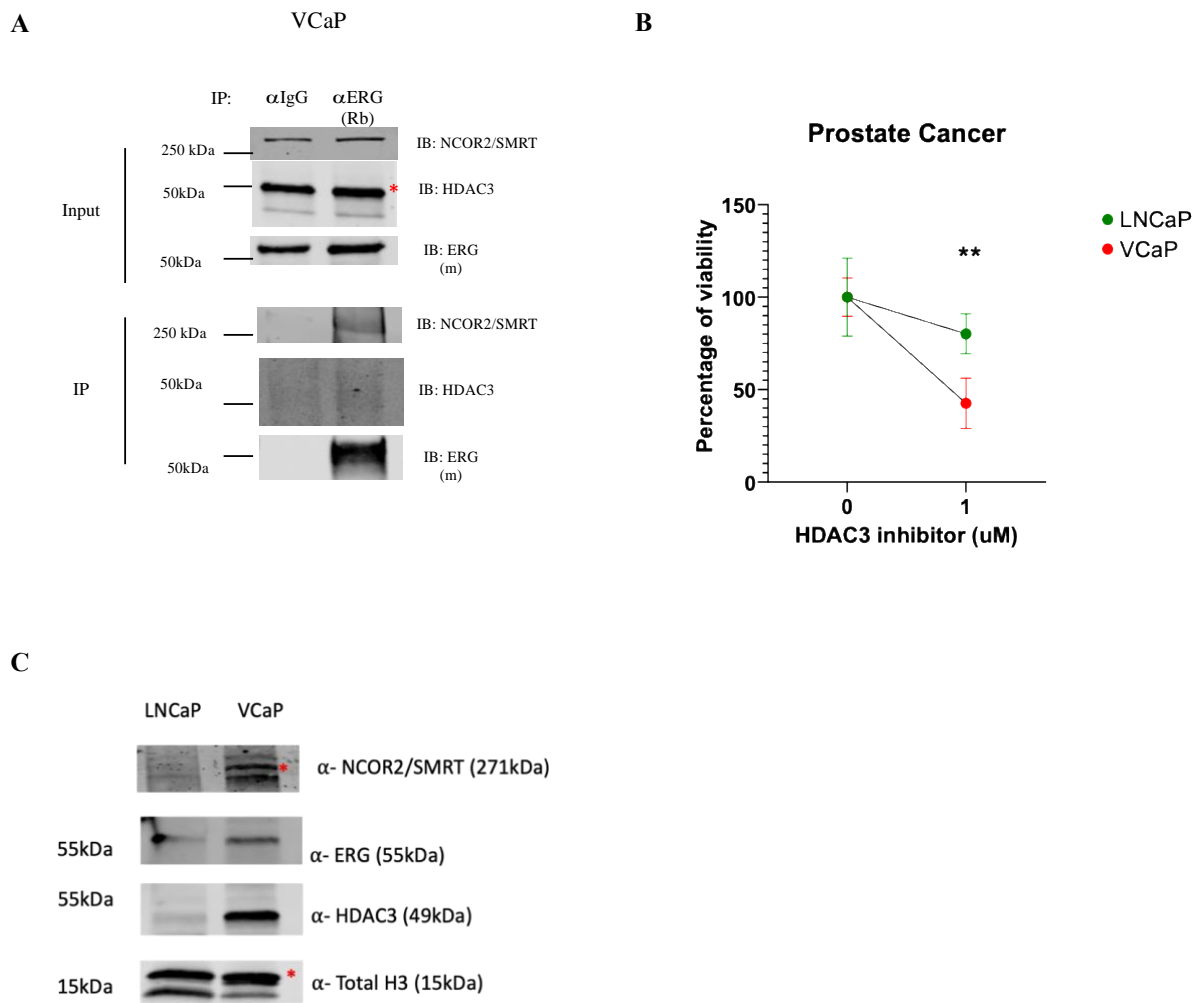 A
VCaP
IP:
αIgG
αERG
(Rb)
Input
250 kDa
IB: NCOR2/SMRT
50kDa
*
IB: HDAC3
50kDa
IB: ERG
(m)
IP
250 kDa
IB: NCOR2/SMRT
50kDa
IB: HDAC3
50kDa
IB: ERG
(m)
B
Prostate Cancer
Percentage of viability
150
100
50
0
**
0
1
HDAC3 inhibitor (uM)
LNCaP
VCaP
C
LNCaP
VCaP
*
α- NCOR2/SMRT (271kDa)
55kDa
α- ERG (55kDa)
55kDa
α- HDAC3 (49kDa)
15kDa
*
α- Total H3 (15kDa)